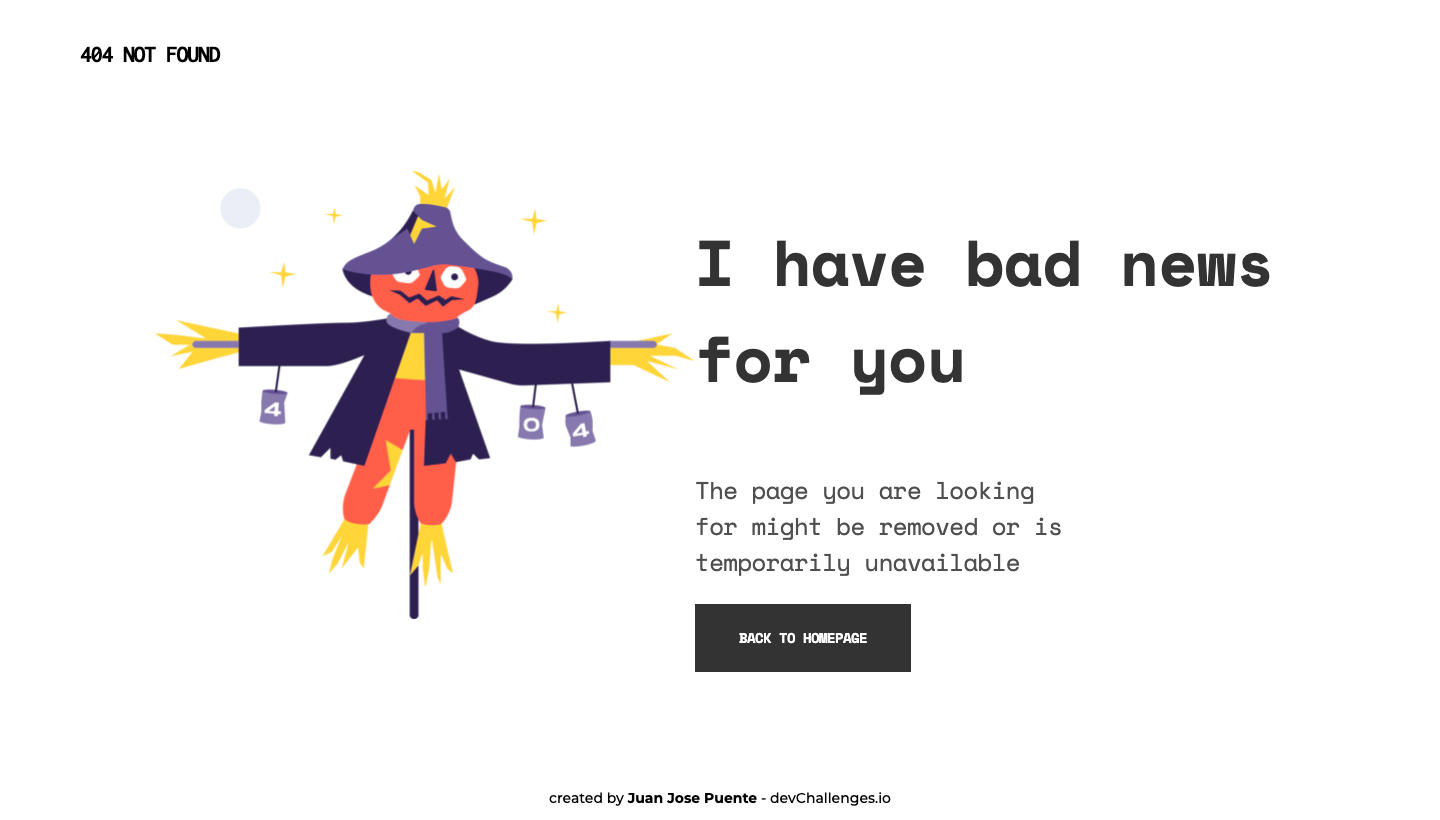 404 NOT FOUND
I have bad news
for you
4
0
4
The page you are looking
for might be removed or is
temporarily unavailable
BACK TO HOMEPAGE
created by Juan Jose Puente - devChallenges.io